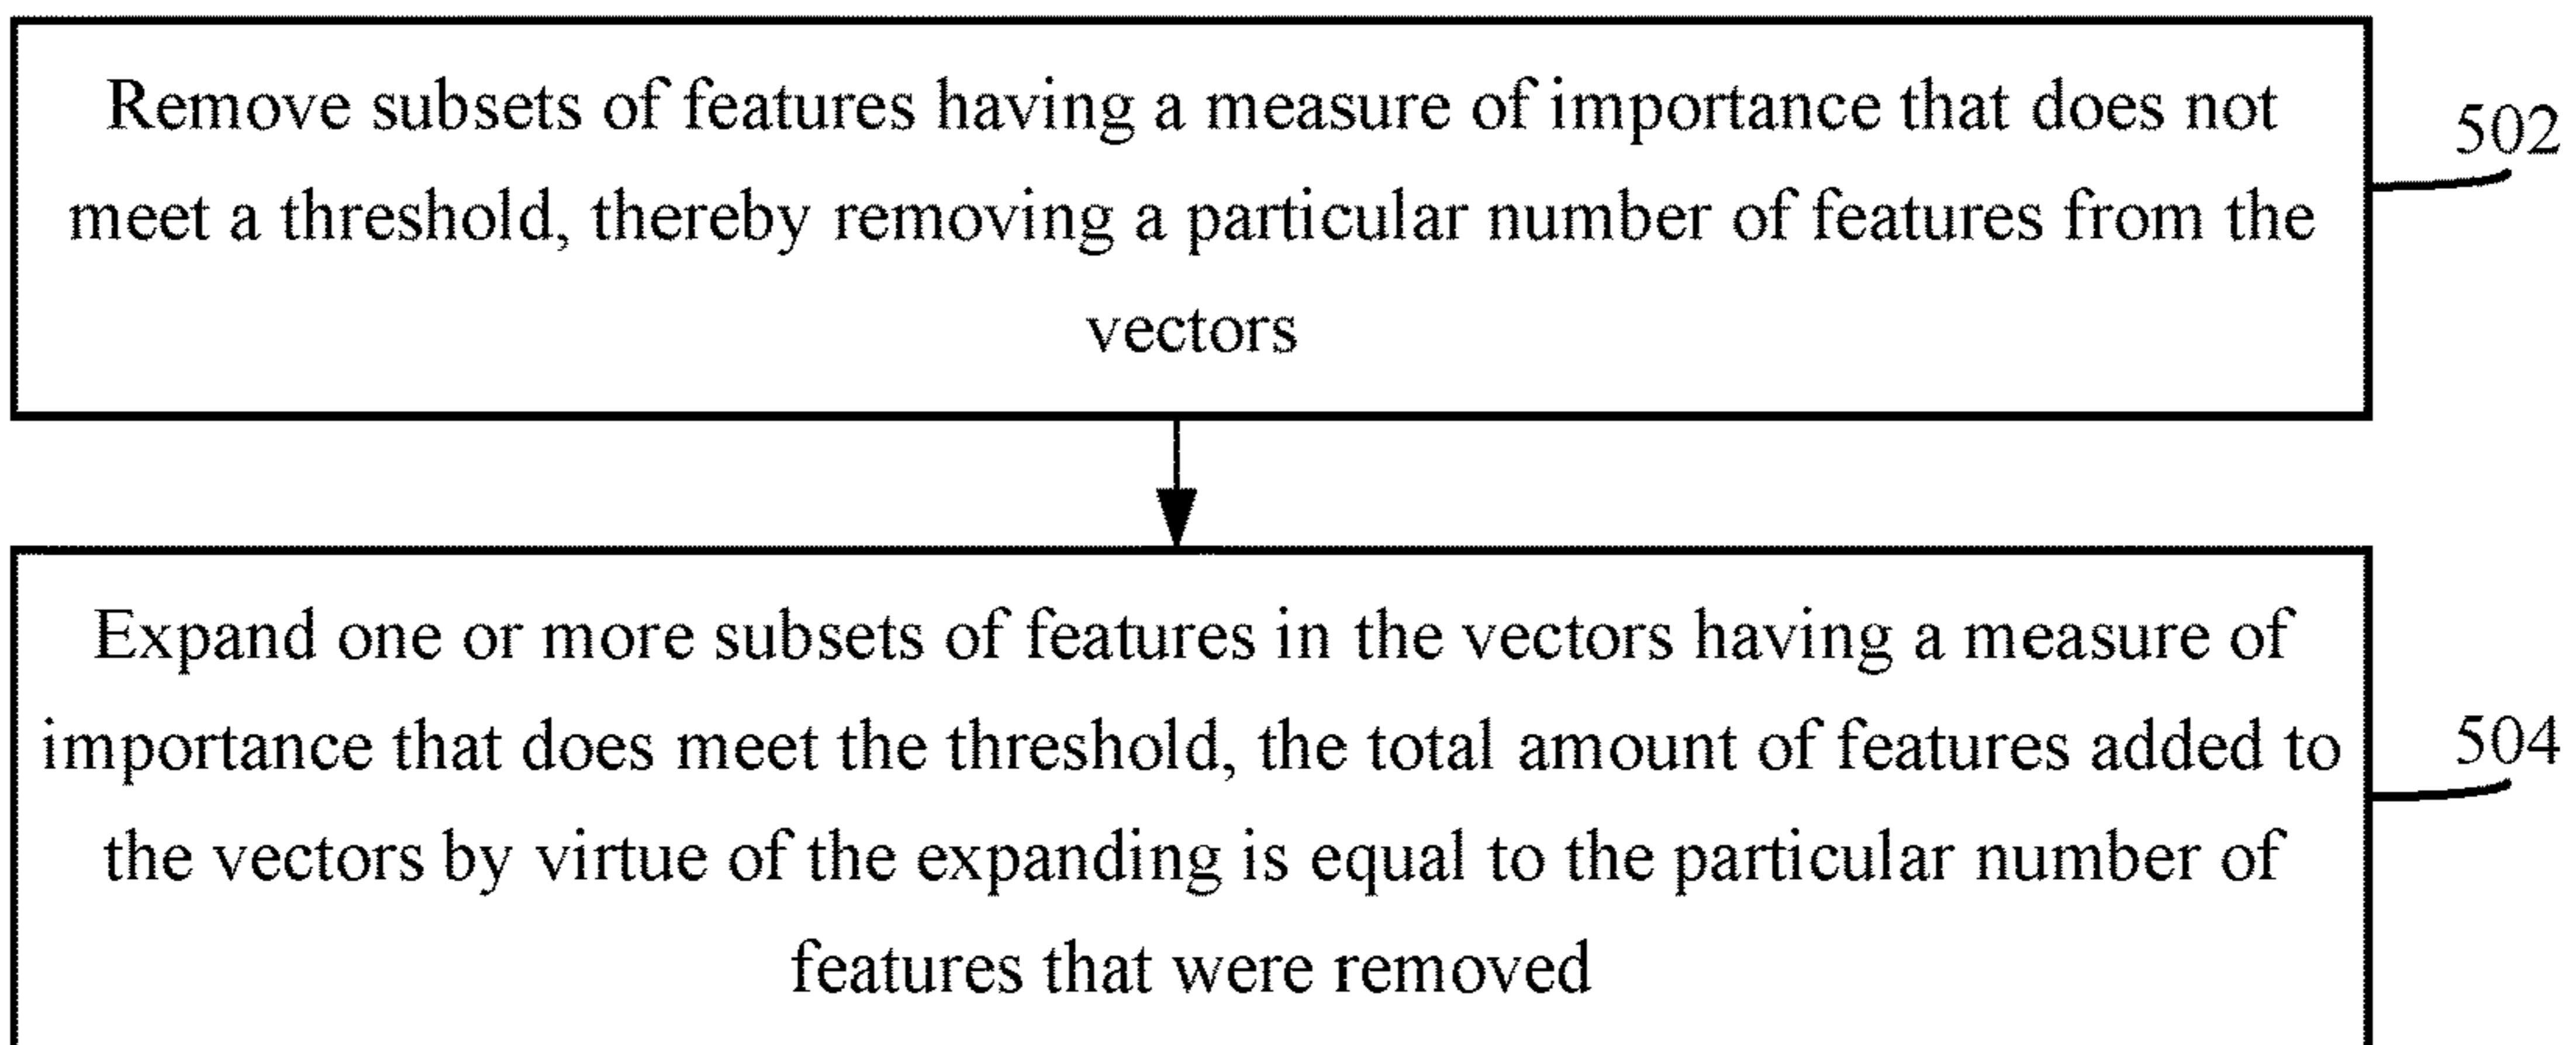 Remove subsets of features having a measure of importance that does not
meet a threshold, thereby removing a particular number of features from the
vectors
502
Expand one or more subsets of features in the vectors having a measure of
importance that does meet the threshold, the total amount of features added to
the vectors by virtue of the expanding is equal to the particular number of
features that were removed
504